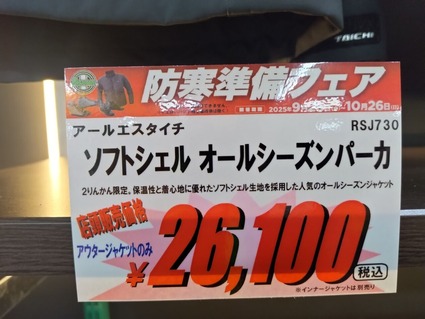 TAICHI
防寒準備フェア
開催期間 2025年9月
10月26日(日)
アールエスタイチ RSJ730
ソフトシェル オールシーズンパーカ
2りんかん限定。保温性と着心地に優れたソフトシェル生地を採用した人気のオールシーズンジャケット
店頭販売価格
アウタージャケットのみ
¥26,100
税込
※インナージャケットは別売り